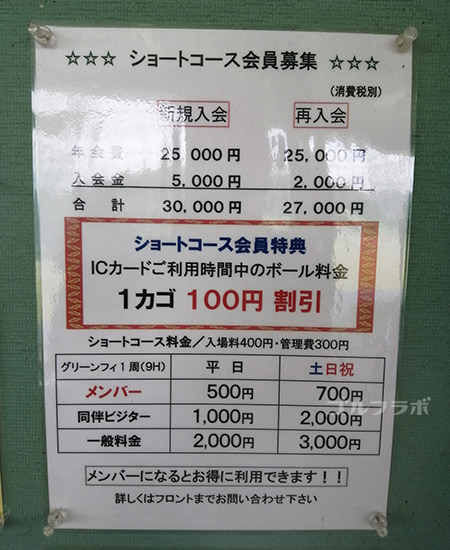 ☆☆☆ ショートコース会員募集 ☆☆☆
(消費税別)
新規入会 再入会
年会費 25,000円 25,000円
入会金 5,000円 2,000円
合計 30,000円 27,000円
ショートコース会員特典
ICカードご利用時間中のボール料金
1カゴ 100円 割引
ショートコース料金/入場料400円・管理費300円
グリーンフィ1周(9H) 平日 土日祝
メンバー 500円 700円
同伴ビジター 1,000円 2,000円
一般料金 2,000円 3,000円
ゴルフラボ
メンバーになるとお得に利用できます!!
詳しくはフロントまでお問い合わせ下さい